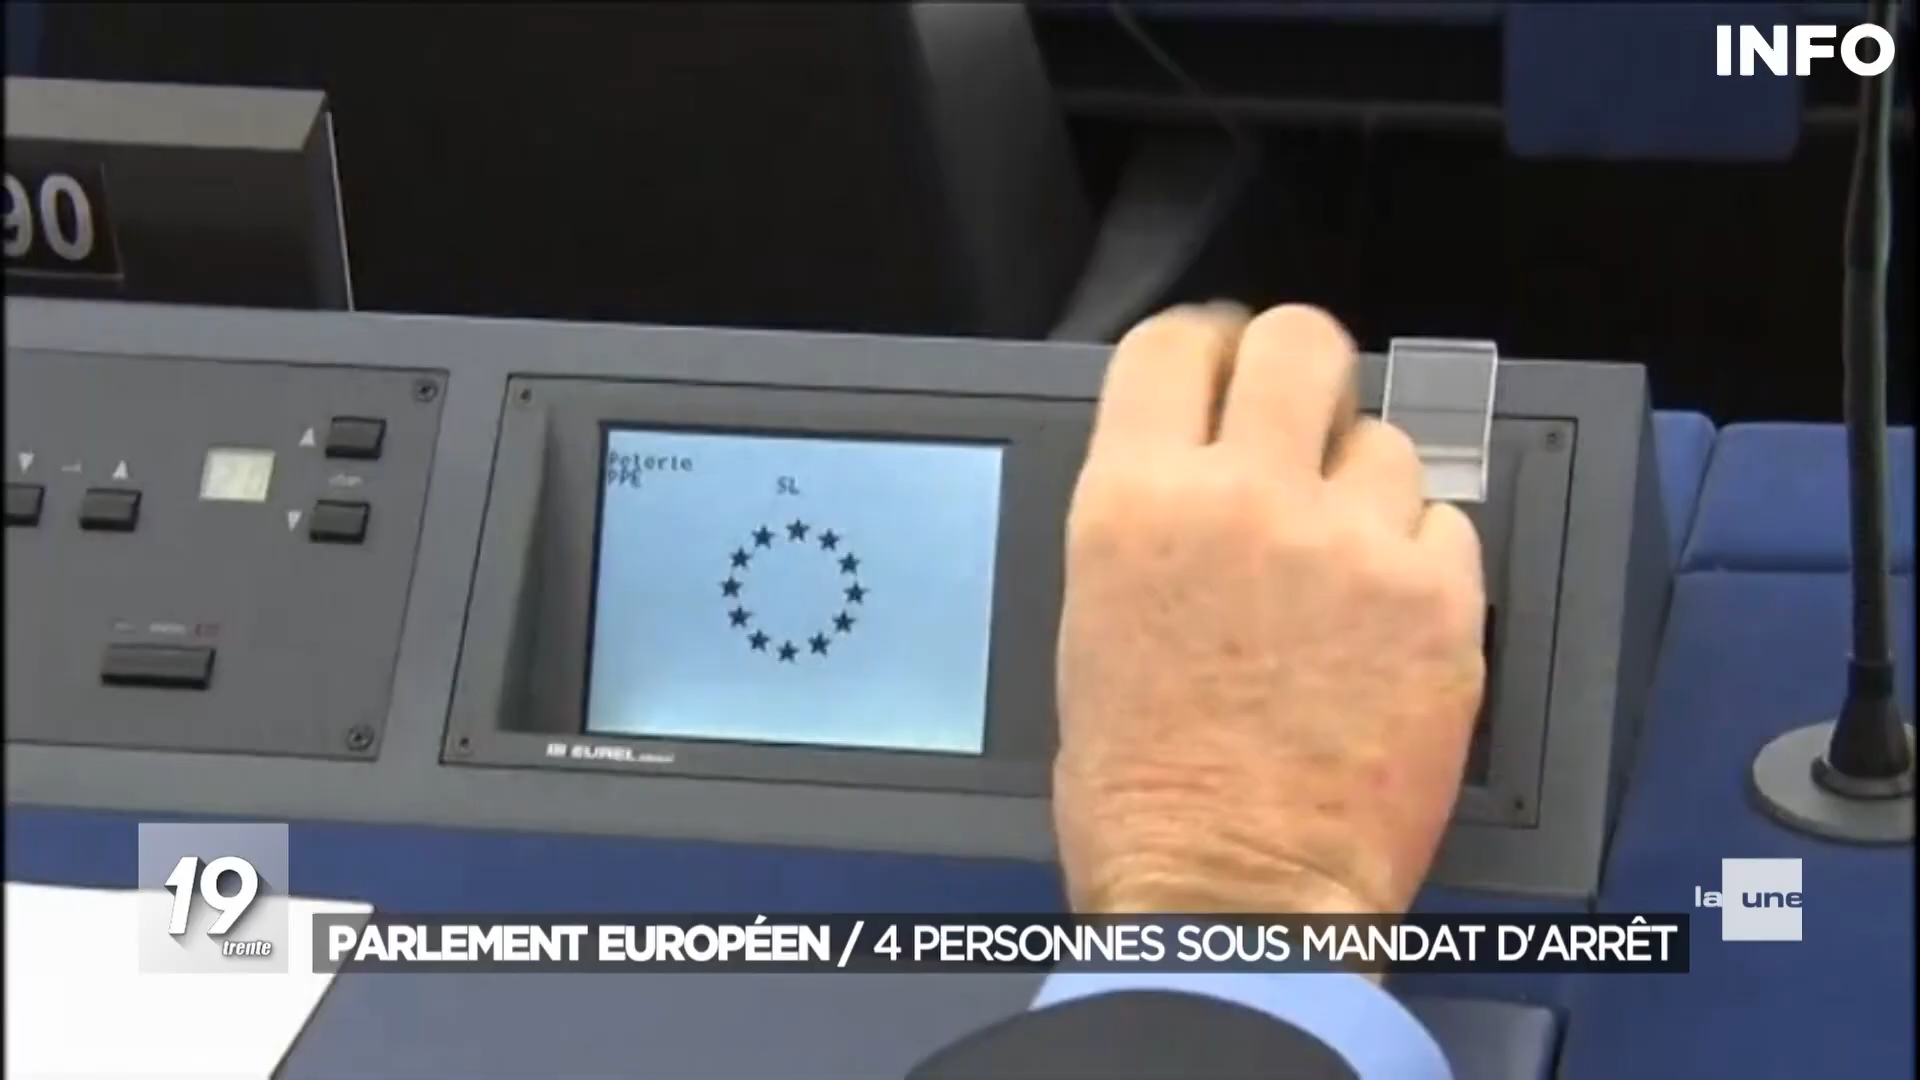 INFO
90
Peterle
PPE
SL
EUREL
19
trente
PARLEMENT EUROPÉEN / 4 PERSONNES SOUS MANDAT D'ARRÊT
la une